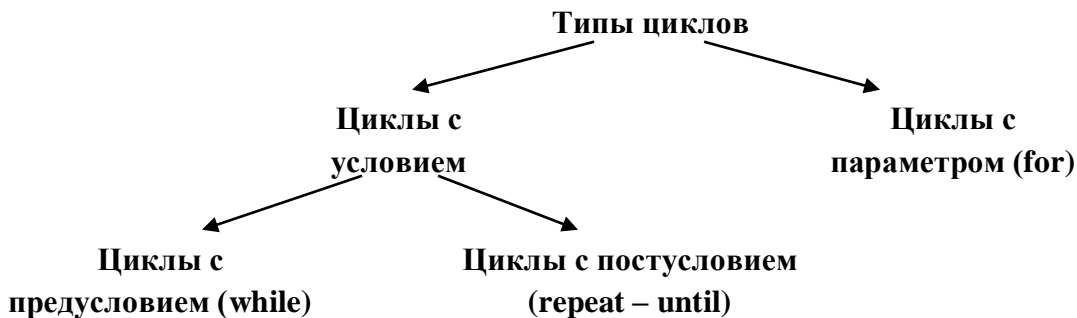 Типы циклов
Циклы с
условием
Циклы с
параметром (for)
Циклы с
предусловием (while)
Циклы с постусловием
(repeat – until)